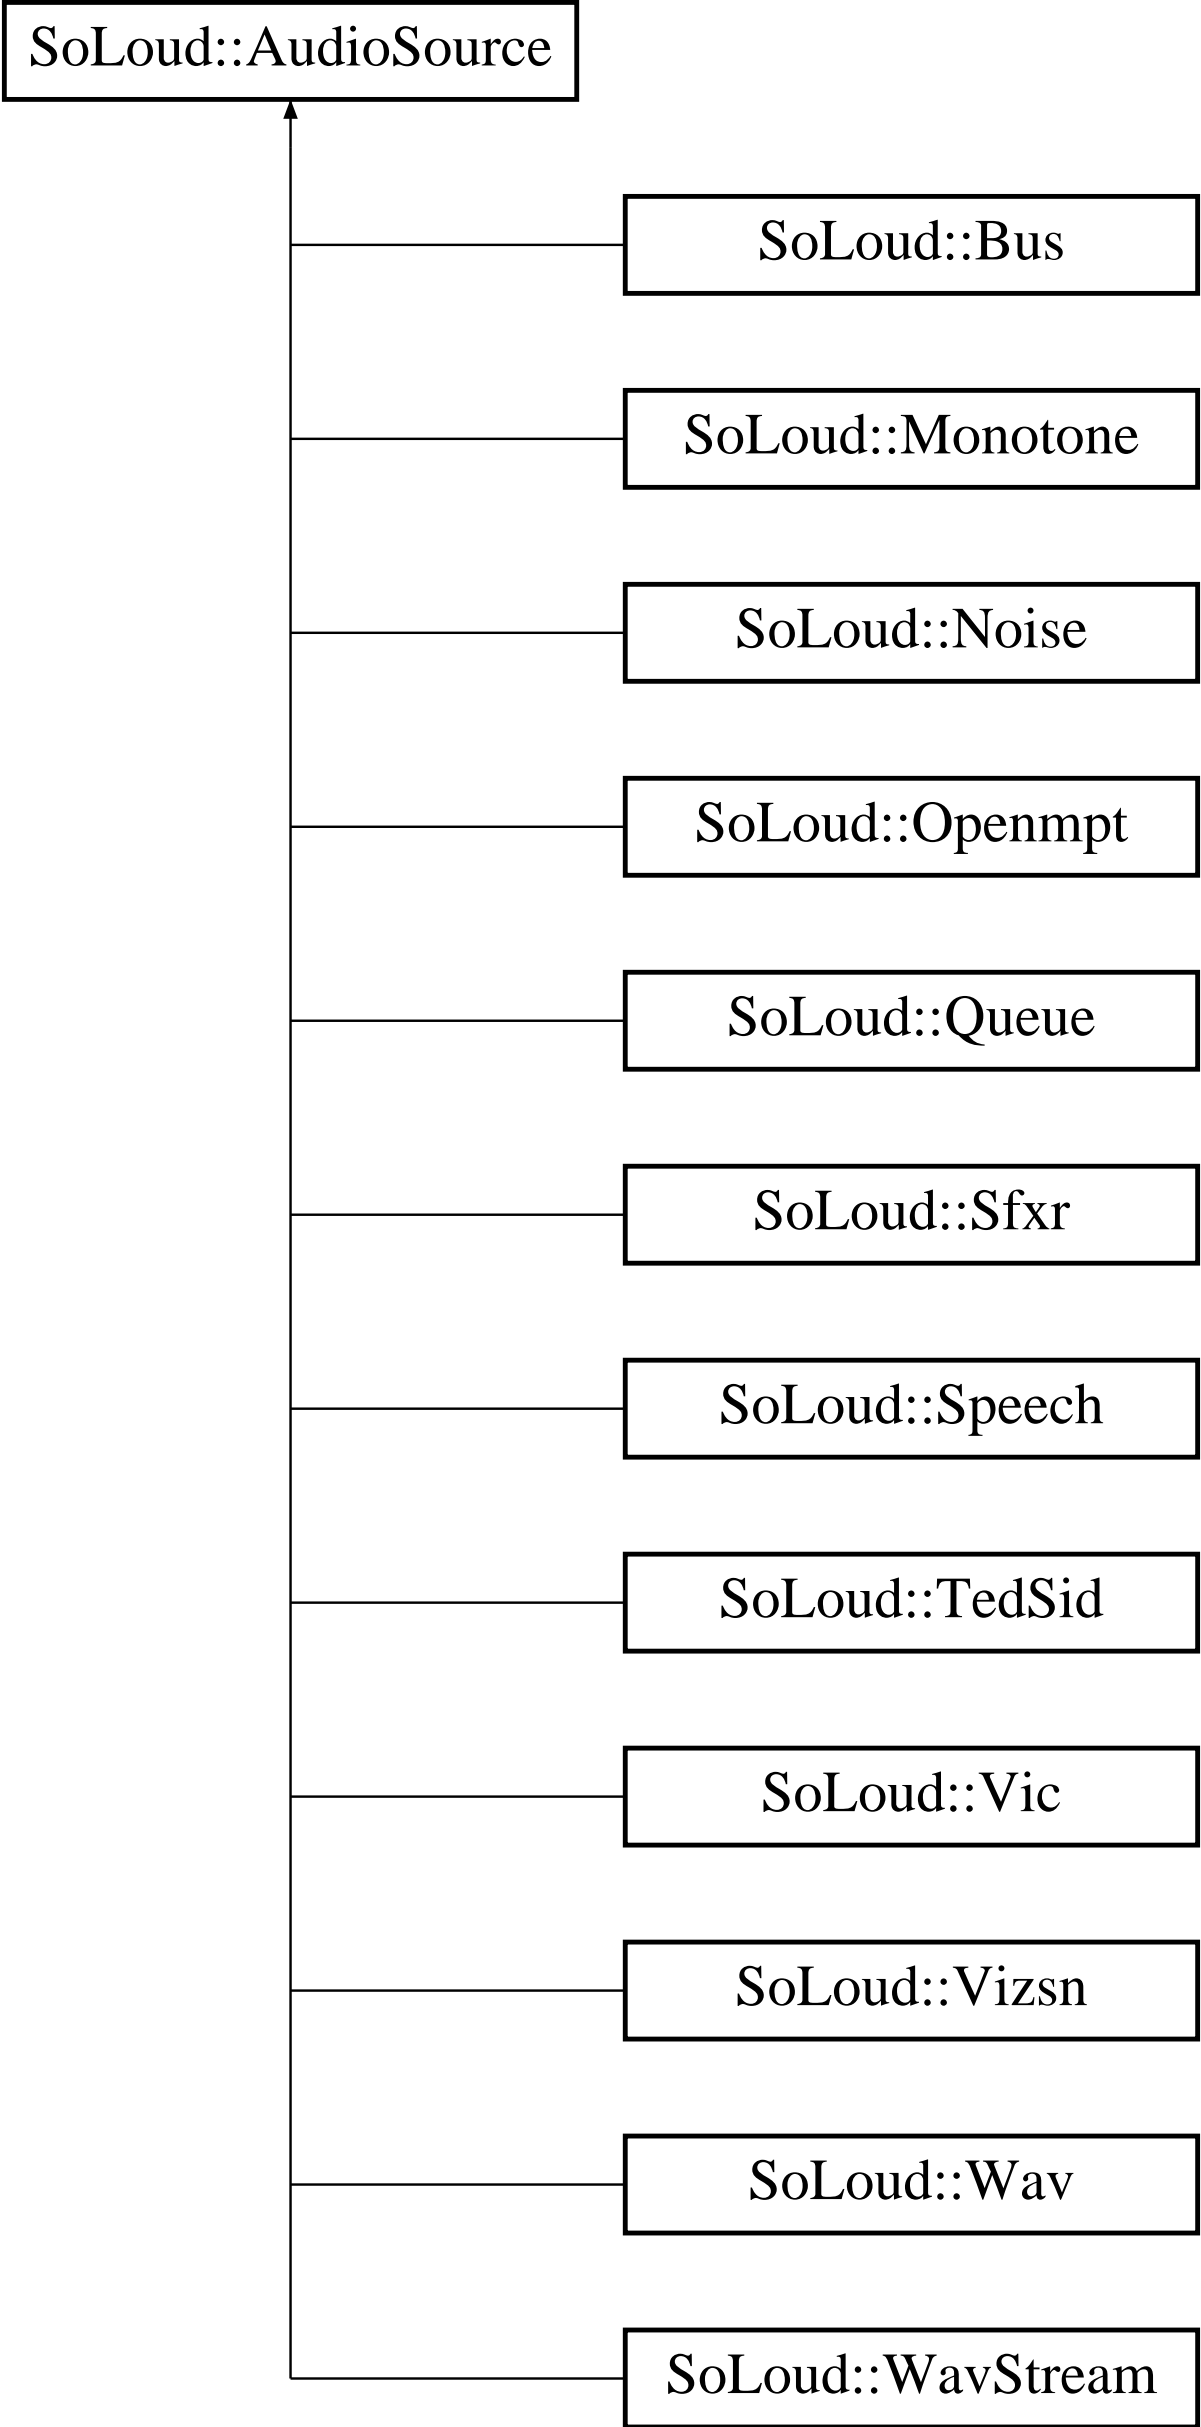 SoLoud::AudioSource
SoLoud::Bus
SoLoud::Monotone
SoLoud::Noise
SoLoud::Openmpt
SoLoud::Queue
SoLoud::Sfxr
SoLoud::Speech
SoLoud::TedSid
SoLoud::Vic
SoLoud::Vizsn
SoLoud::Wav
SoLoud::WavStream